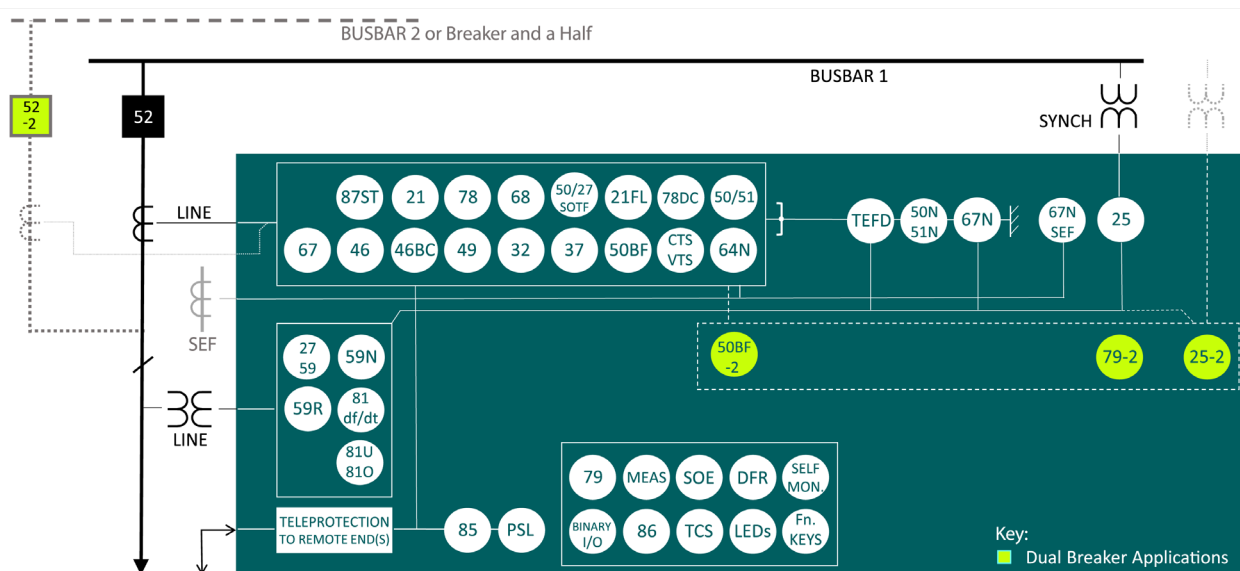 BUSBAR 2 or Breaker and a Half
BUSBAR 1
52
-2
52
SYNCH
LINE
87ST
21
78
68
50/27
SOTF
21FL
78DC
50/51
67
46
46BC
49
32
37
50BF
CTS
VTS
64N
TEFD
50N
51N
67N
67N
SEF
25
SEF
27
59
59N
59R
81
df/dt
81U
81O
LINE
50BF
-2
79-2
25-2
79
MEAS
SOE
DFR
SELF
MON.
BINARY
I/O
86
TCS
LEDs
Fn.
KEYS
TELEPROTECTION
TO REMOTE END(S)
85
PSL
Key:
Dual Breaker Applications